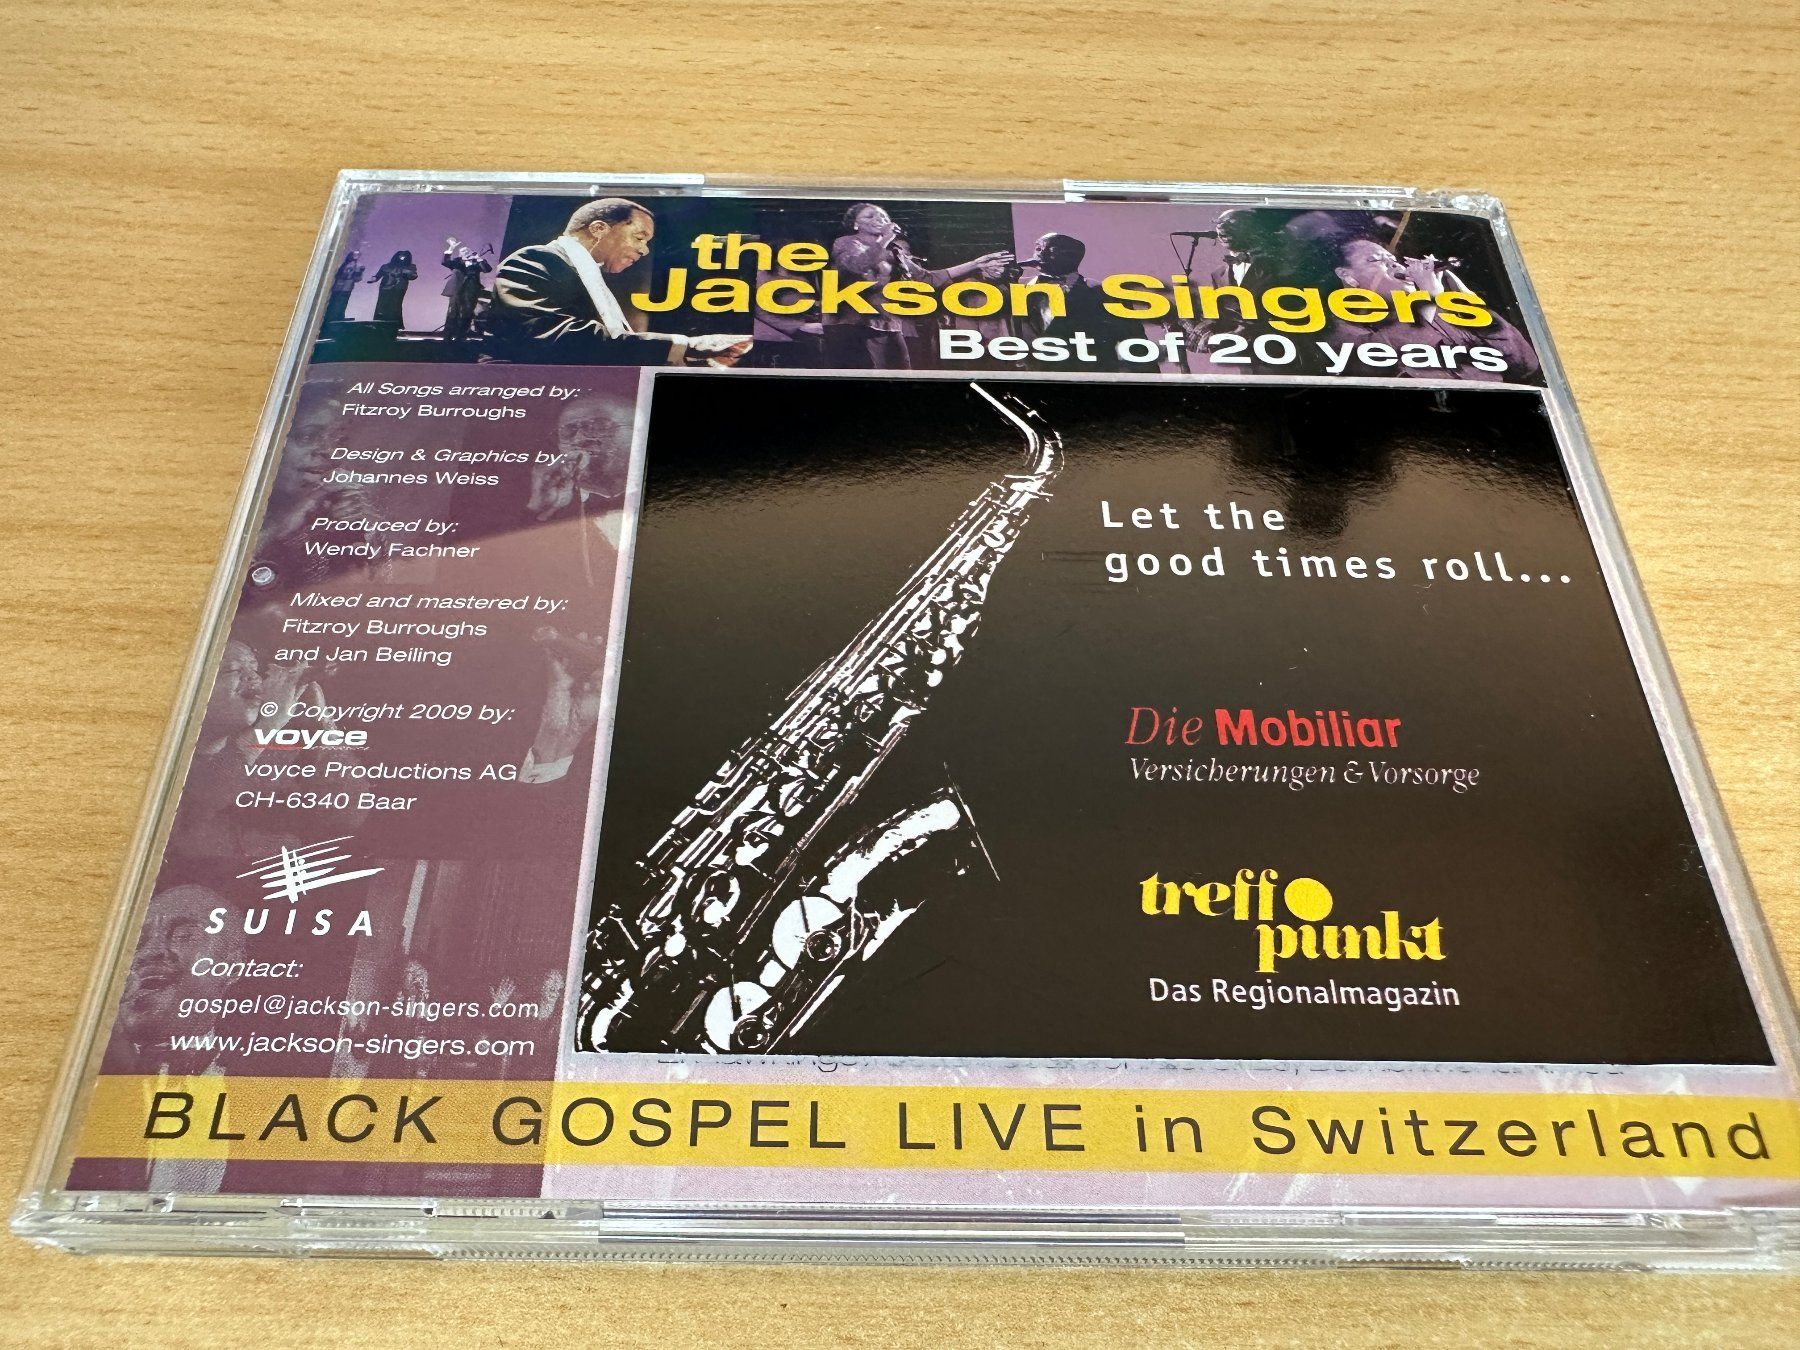 the
Jackson Singers
Best of 20 years
All Songs arranged by:
Fitzroy Burroughs
Design & Graphics by:
Johannes Weiss
Produced by:
Wendy Fachner
Mixed and mastered by:
Fitzroy Burroughs
and Jan Beiling
© Copyright 2009 by:
voyce
voyce Productions AG
CH-6340 Baar
SUISA
Contact:
gospel@jackson-singers.com
www.jackson-singers.com
Let the
good times roll...
Die Mobiliar
Versicherungen & Vorsorge
treff
punkt
Das Regionalmagazin
BLACK GOSPEL LIVE in Switzerland